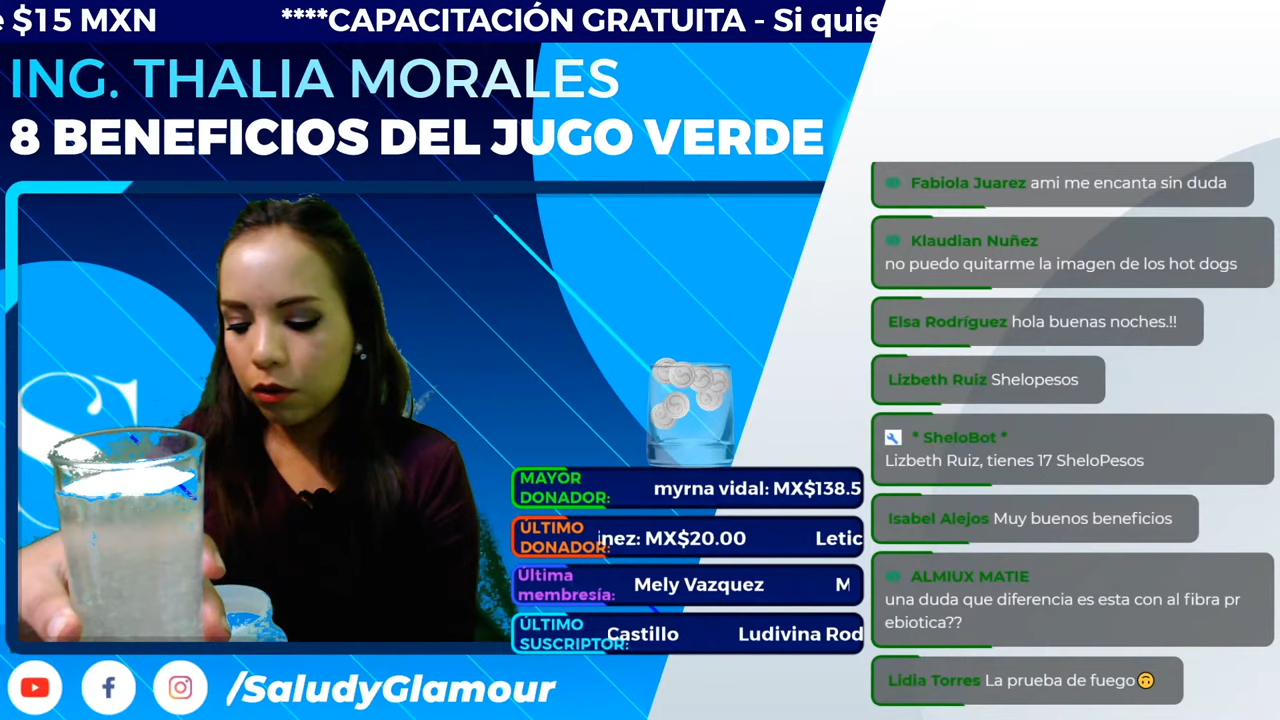 $15 MXN ****CAPACITACIÓN GRATUITA - Si quie
ING. THALIA MORALES
8 BENEFICIOS DEL JUGO VERDE
S
MAYOR
DONADOR:
myrna vidal: MX$138.5
ÚLTIMO
DONADOR:
nez: MX$20.00 Letic
Última
membresía:
Mely Vazquez M
ÚLTIMO
SUSCRIPTOR:
Castillo Ludivina Rod
/SaludyGlamour
Fabiola Juarez ami me encanta sin duda
Klaudian Nuñez
no puedo quitarme la imagen de los hot dogs
Elsa Rodríguez hola buenas noches.!!
Lizbeth Ruiz Shelopesos
* SheloBot *
Lizbeth Ruiz, tienes 17 SheloPesos
Isabel Alejos Muy buenos beneficios
ALMIUX MATIE
una duda que diferencia es esta con al fibra pr
ebiotica??
Lidia Torres La prueba de fuego🙃